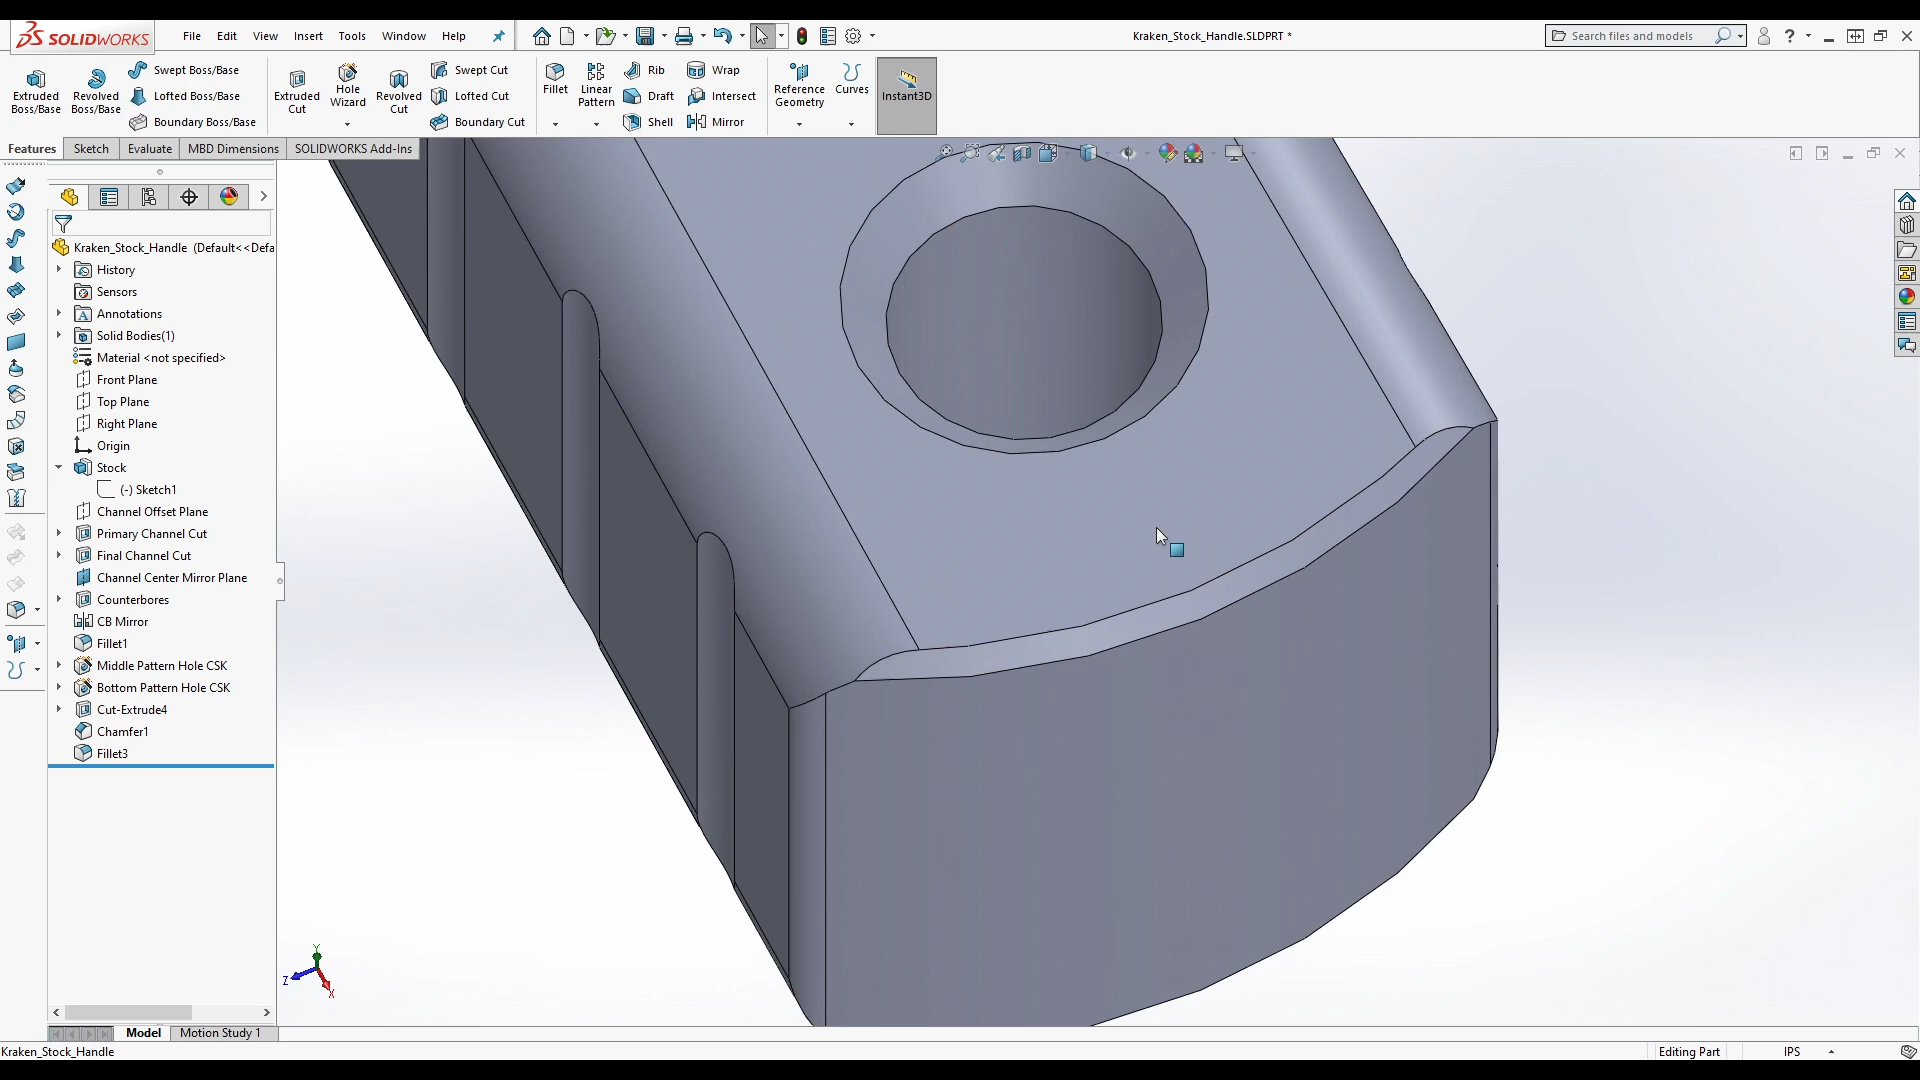 SOLIDWORKS
File Edit View Insert Tools Window Help
Kraken_Stock_Handle.SLDPRT *
Search files and models
Extruded Boss/Base
Revolved Boss/Base
Swept Boss/Base
Lofted Boss/Base
Boundary Boss/Base
Extruded Cut
Hole Wizard
Revolved Cut
Swept Cut
Lofted Cut
Boundary Cut
Fillet
Linear Pattern
Rib
Draft
Shell
Wrap
Intersect
Mirror
Reference Geometry
Curves
Instant3D
Features Sketch Evaluate MBD Dimensions SOLIDWORKS Add-Ins
Kraken_Stock_Handle (Default<<Defa
History
Sensors
Annotations
Solid Bodies(1)
Material <not specified>
Front Plane
Top Plane
Right Plane
Origin
Stock
(-) Sketch1
Channel Offset Plane
Primary Channel Cut
Final Channel Cut
Channel Center Mirror Plane
Counterbores
CB Mirror
Fillet1
Middle Pattern Hole CSK
Bottom Pattern Hole CSK
Cut-Extrude4
Chamfer1
Fillet3
Y
Z
X
Model Motion Study 1
Kraken_Stock_Handle
Editing Part
IPS